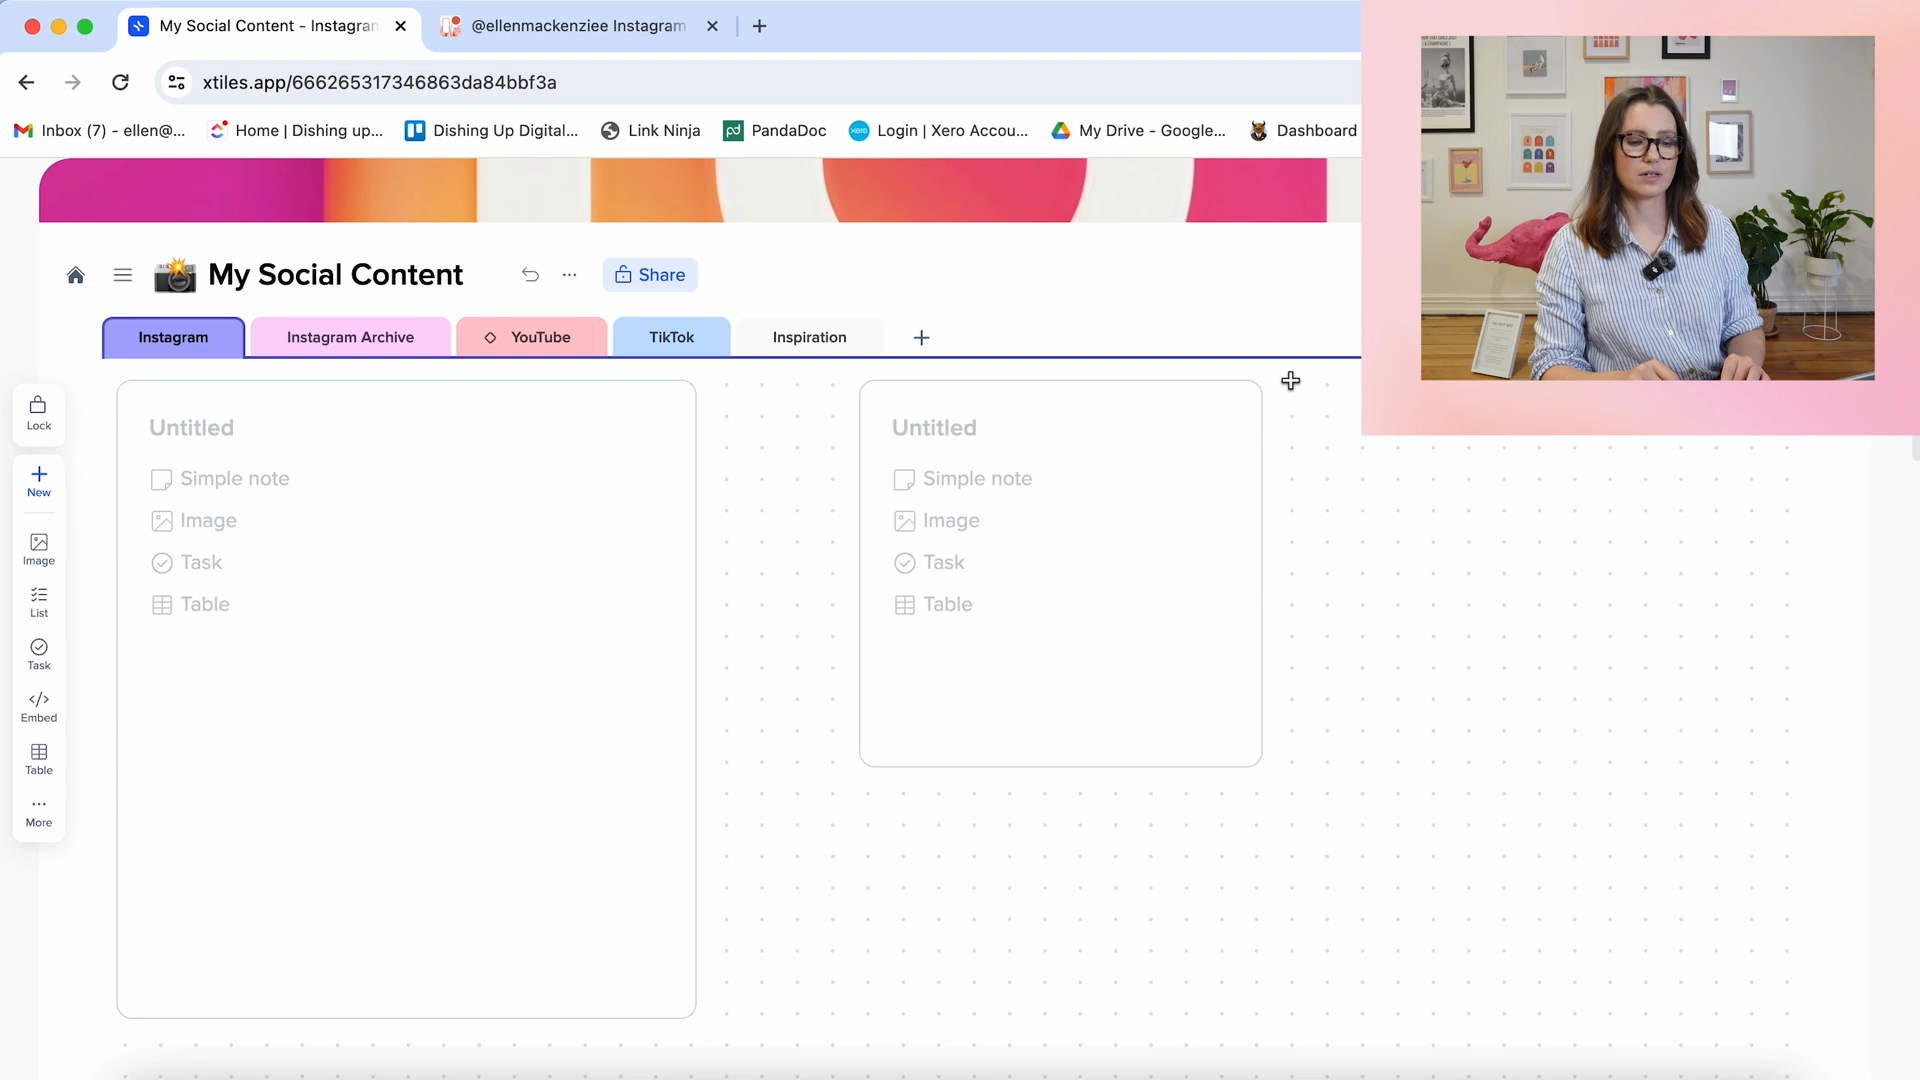 My Social Content - Instagram
@ellenmackenziee Instagram
xtiles.app/666265317346863da84bbf3a
Inbox (7) - ellen@...
Home | Dishing up...
Dishing Up Digital...
Link Ninja
PandaDoc
Login | Xero Accou...
My Drive - Google...
Dashboard
My Social Content
Share
Instagram
Instagram Archive
YouTube
TikTok
Inspiration
Lock
New
Image
List
Task
Embed
Table
More
Untitled
Simple note
Image
Task
Table
Untitled
Simple note
Image
Task
Table